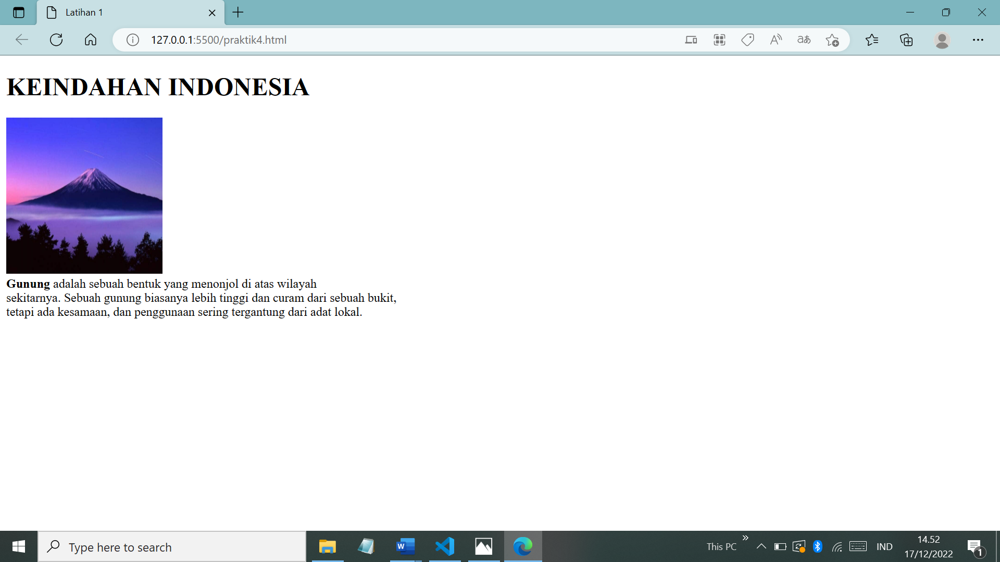 Latihan 1
127.0.0.1:5500/praktik4.html
KEINDAHAN INDONESIA
Gunung adalah sebuah bentuk yang menonjol di atas wilayah
sekitarnya. Sebuah gunung biasanya lebih tinggi dan curam dari sebuah bukit,
tetapi ada kesamaan, dan penggunaan sering tergantung dari adat lokal.
Type here to search
This PC
IND
14.52
17/12/2022
1